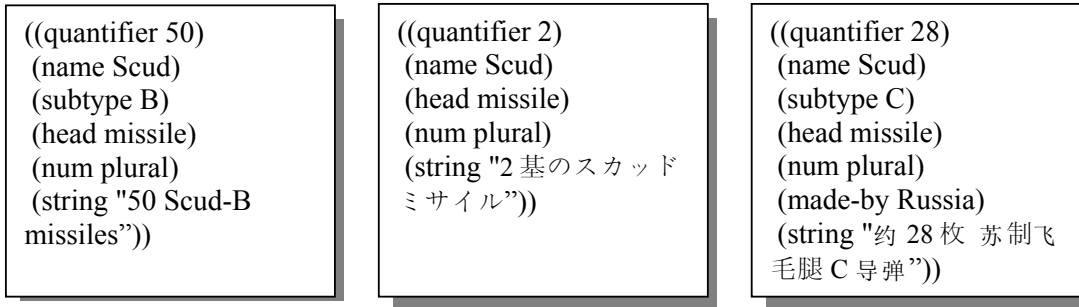 ((quantifier 50)
(name Scud)
(subtype B)
(head missile)
(num plural)
(string "50 Scud-B
missiles”))
((quantifier 2)
(name Scud)
(head missile)
(num plural)
(string "2 基のスカッド
ミサイル”))
((quantifier 28)
(name Scud)
(subtype C)
(head missile)
(num plural)
(made-by Russia)
(string "约 28 枚 苏制飞
毛腿 C 导弹”))